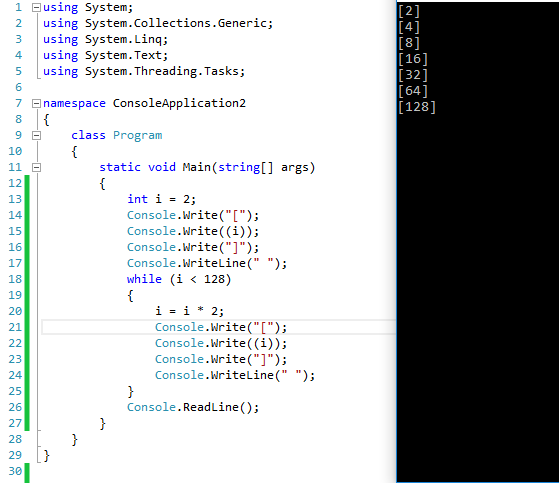 1 using System;
2 using System.Collections.Generic;
3 using System.Linq;
4 using System.Text;
5 using System.Threading.Tasks;
6
7 namespace ConsoleApplication2
8 {
9 class Program
10 {
11 static void Main(string[] args)
12 {
13 int i = 2;
14 Console.Write("[");
15 Console.Write((i));
16 Console.Write("]");
17 Console.WriteLine(" ");
18 while (i < 128)
19 {
20 i = i * 2;
21 Console.Write("[");
22 Console.Write((i));
23 Console.Write("]");
24 Console.WriteLine(" ");
25 }
26 Console.ReadLine();
27 }
28 }
29 }
30
[2]
[4]
[8]
[16]
[32]
[64]
[128]